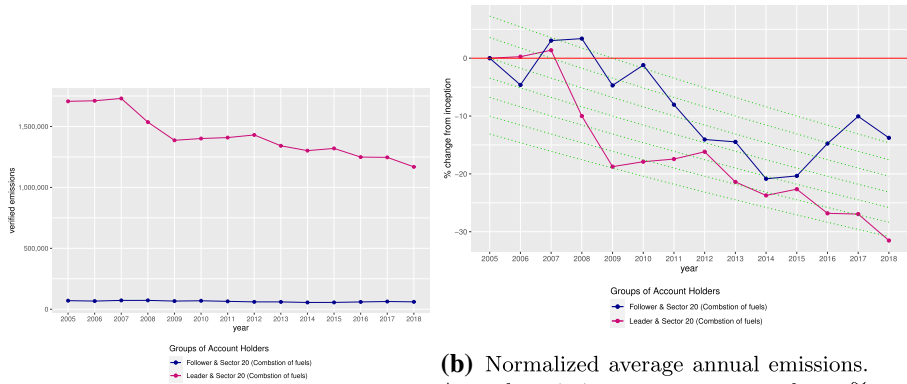 1,500,000
1,000,000
500,000
0
verified emissions
2005 2006 2007 2008 2009 2010 2011 2012 2013 2014 2015 2016 2017 2018
year
Groups of Account Holders
Follower & Sector 20 (Combstion of fuels)
Leader & Sector 20 (Combstion of fuels)
0
−10
−20
−30
% change from inception
2005 2006 2007 2008 2009 2010 2011 2012 2013 2014 2015 2016 2017 2018
year
Groups of Account Holders
Follower & Sector 20 (Combstion of fuels)
Leader & Sector 20 (Combstion of fuels)
(b) Normalized average annual emissions.